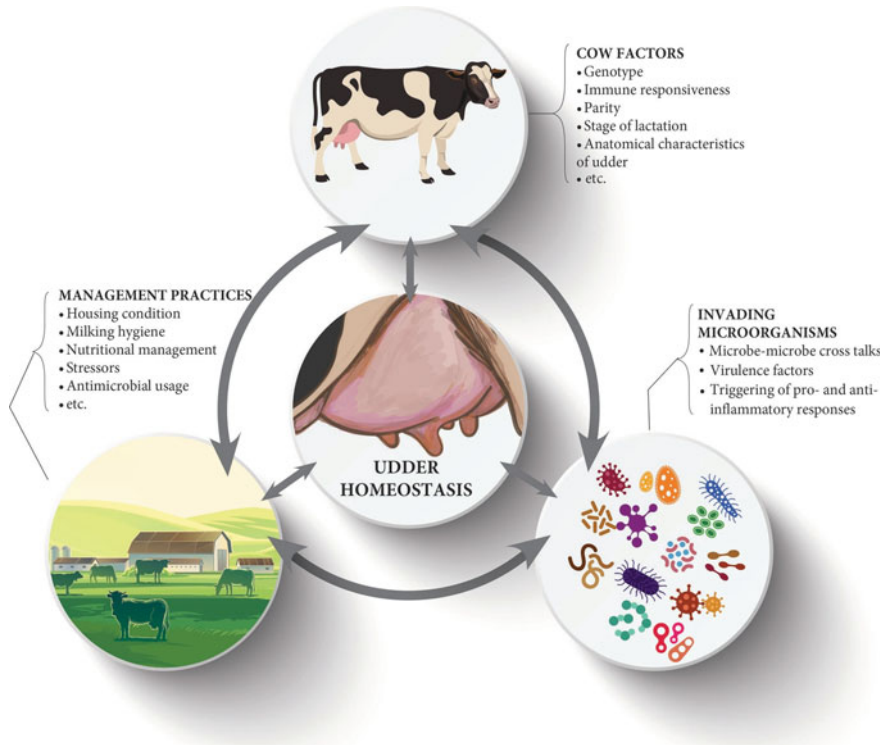 COW FACTORS
• Genotype
• Immune responsiveness
• Parity
• Stage of lactation
• Anatomical characteristics
of udder
• etc.
MANAGEMENT PRACTICES
• Housing condition
• Milking hygiene
• Nutritional management
• Stressors
• Antimicrobial usage
• etc.
INVADING
MICROORGANISMS
• Microbe-microbe cross talks
• Virulence factors
• Triggering of pro- and anti-
inflammatory responses
UDDER
HOMEOSTASIS